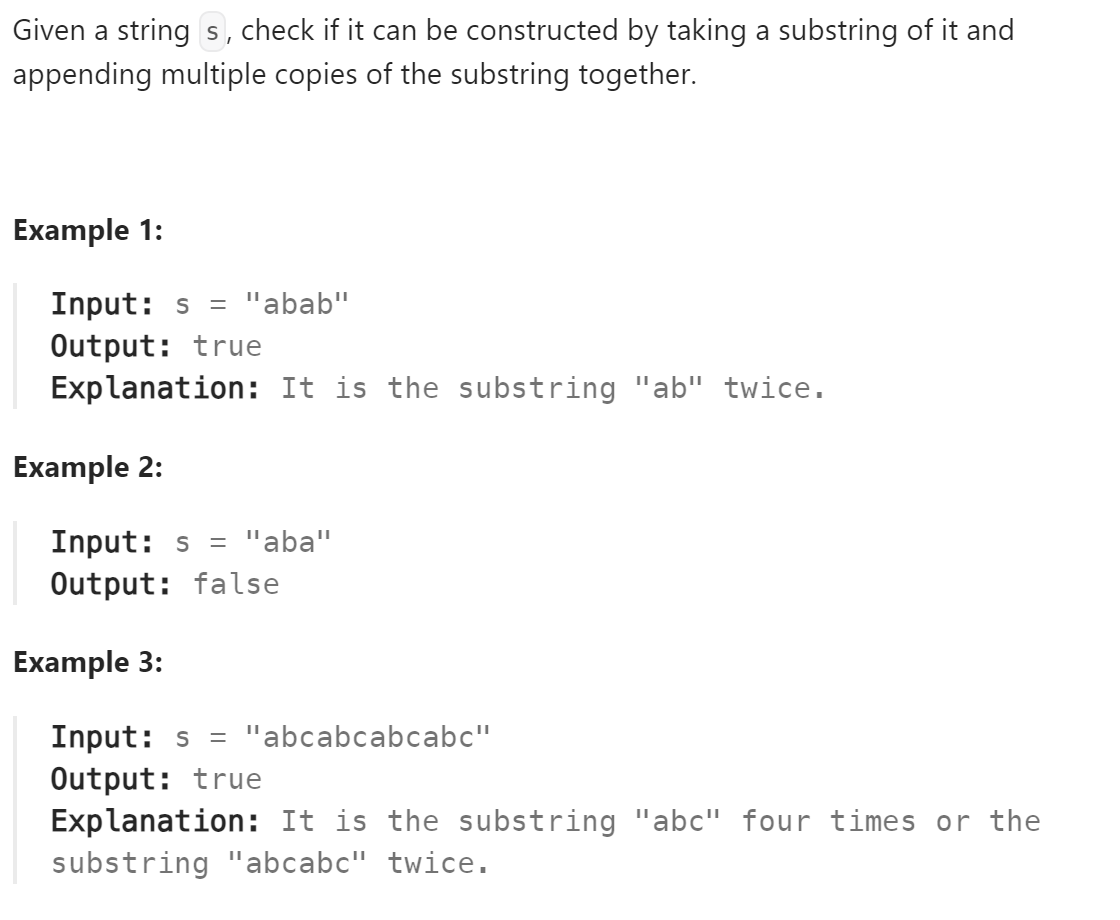 Given a string s, check if it can be constructed by taking a substring of it and
appending multiple copies of the substring together.
Example 1:
Input: s = "abab"
Output: true
Explanation: It is the substring "ab" twice.
Example 2:
Input: s = "aba"
Output: false
Example 3:
Input: s = "abcabcabcabc"
Output: true
Explanation: It is the substring "abc" four times or the
substring "abcabc" twice.